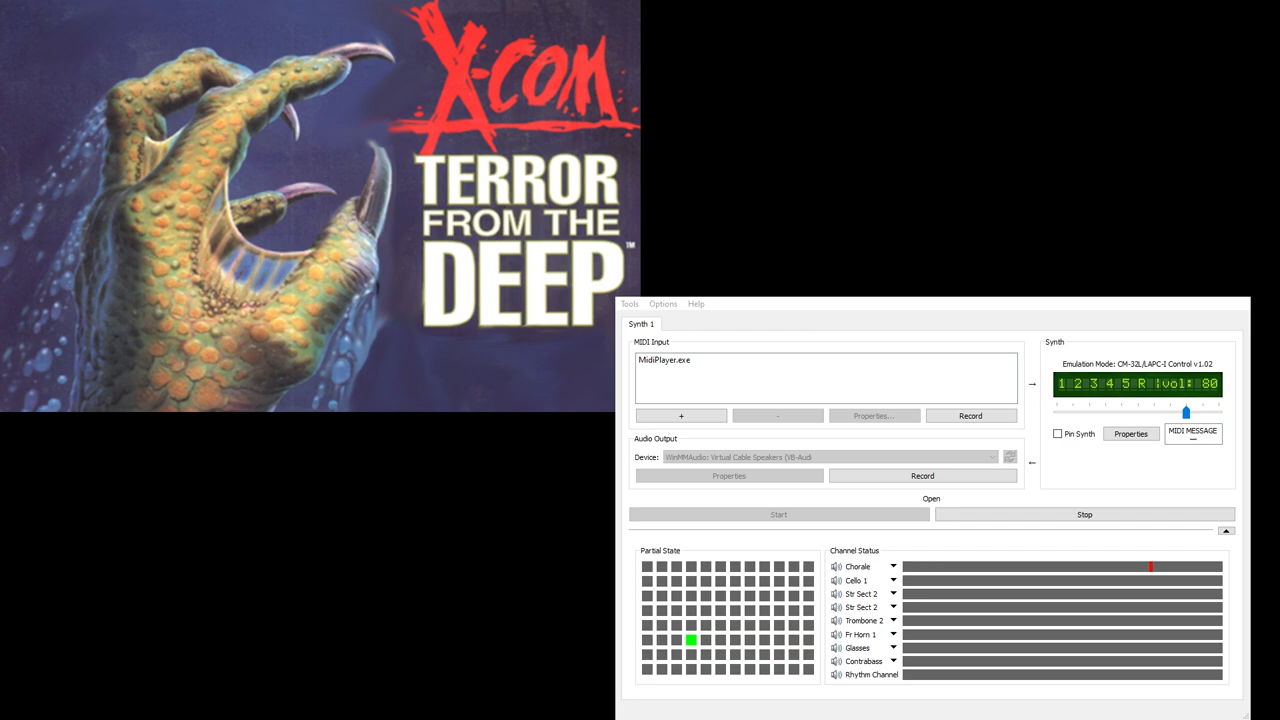 X-COM
TERROR
FROM THE
DEEP™
Tools Options Help
Synth 1
MIDI Input
MidiPlayer.exe
+ - Properties... Record
Audio Output
Device: WinMMAudio: Virtual Cable Speakers (VB-Audi
Properties Record
Synth
Emulation Mode: CM-32L/LAPC-I Control v1.02
1 2 3 4 5 R |vol: 80
Pin Synth Properties MIDI MESSAGE
Open
Start Stop
Partial State
Channel Status
Chorale
Cello 1
Str Sect 2
Str Sect 2
Trombone 2
Fr Horn 1
Glasses
Contrabass
Rhythm Channel